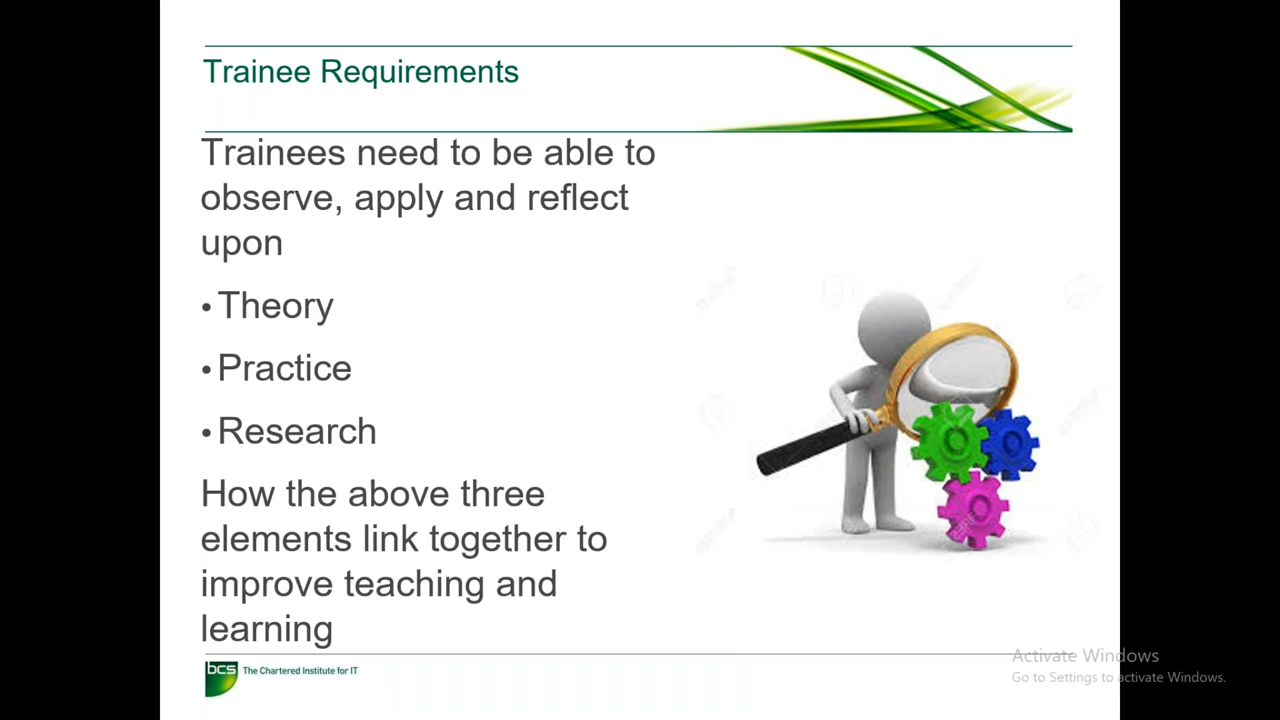 Trainee Requirements
Trainees need to be able to
observe, apply and reflect
upon
• Theory
• Practice
• Research
How the above three
elements link together to
improve teaching and
learning
bcs The Chartered Institute for IT
Activate Windows
Go to Settings to activate Windows.